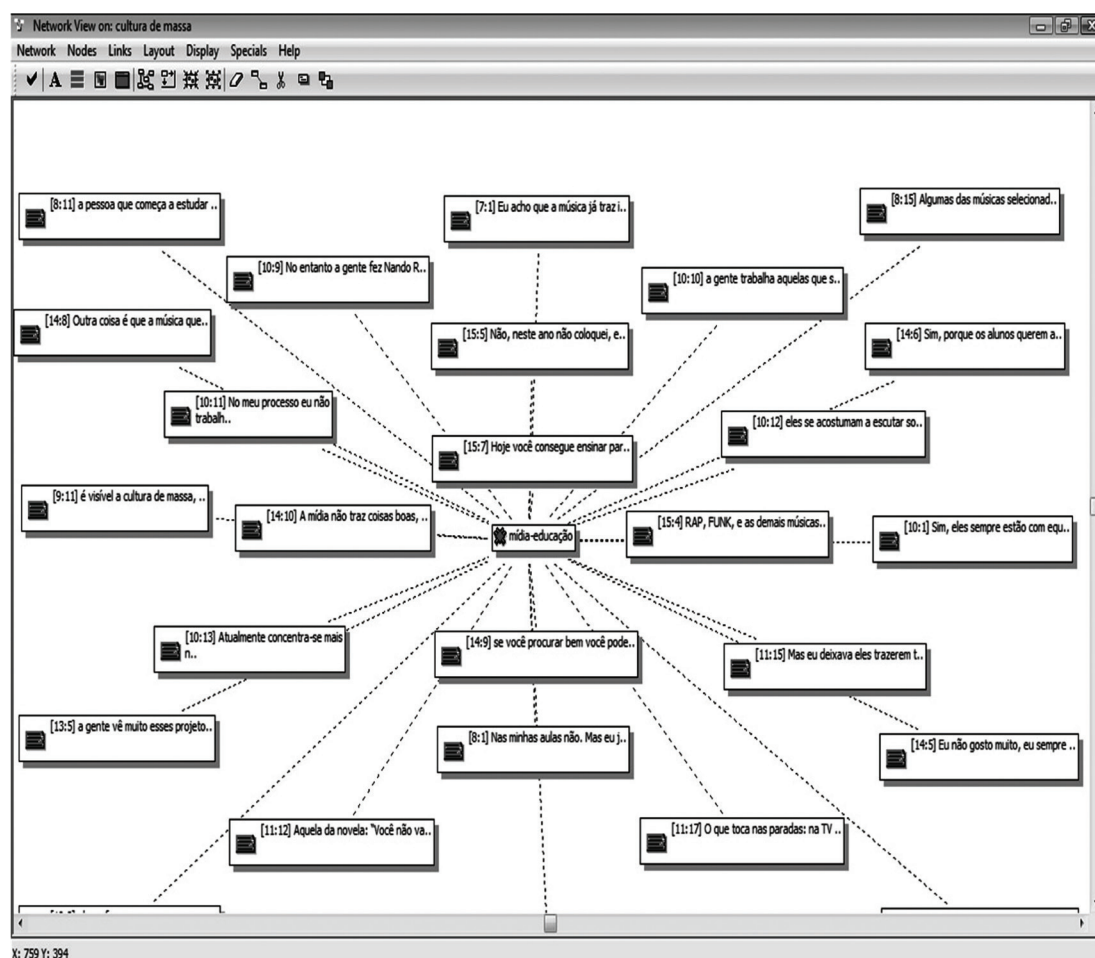 Network View on: cultura de massa
Network Nodes Links Layout Display Specials Help
A
[8:11] a pessoa que começa a estudar ..
[7:1] Eu acho que a música já traz i..
[8:15] Algumas das músicas selecionad..
[10:9] No entanto a gente fez Nando R..
[10:10] a gente trabalha aquelas que s..
[14:8] Outra coisa é que a música que..
[15:5] Não, neste ano não coloquei, e..
[14:6] Sim, porque os alunos querem a..
[10:11] No meu processo eu não
trabalh..
[10:12] eles se acostumam a escutar so..
[15:7] Hoje você consegue ensinar par..
[9:11] é visível a cultura de massa, ..
[14:10] A mídia não traz coisas boas, ..
mídia-educação
[15:4] RAP, FUNK, e as demais músicas..
[10:1] Sim, eles sempre estão com equ..
[10:13] Atualmente concentra-se mais
n..
[14:9] se você procurar bem você pode..
[11:15] Mas eu deixava eles trazerem t..
[13:5] a gente vê muito esses projeto..
[8:1] Nas minhas aulas não. Mas eu j..
[14:5] Eu não gosto muito, eu sempre ..
[11:12] Aquela da novela: "Você não va..
[11:17] O que toca nas paradas: na TV ..
X: 759 Y: 394